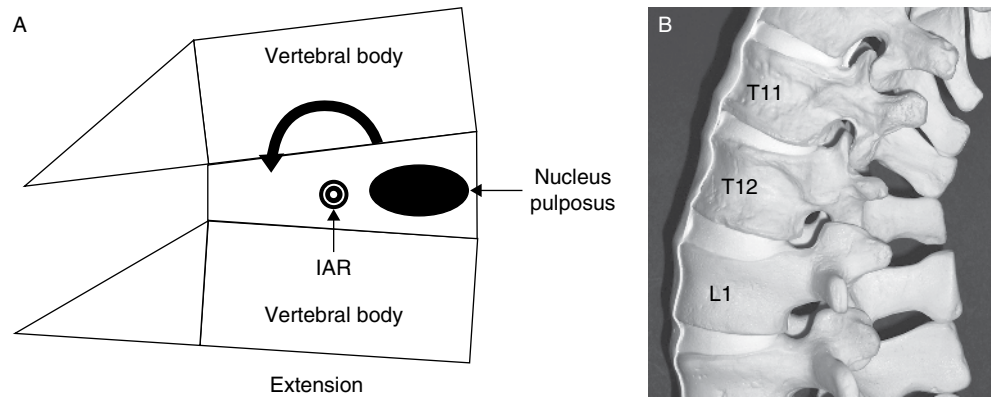 A
Vertebral body
Nucleus
pulposus
IAR
Vertebral body
Extension
B
T11
T12
L1